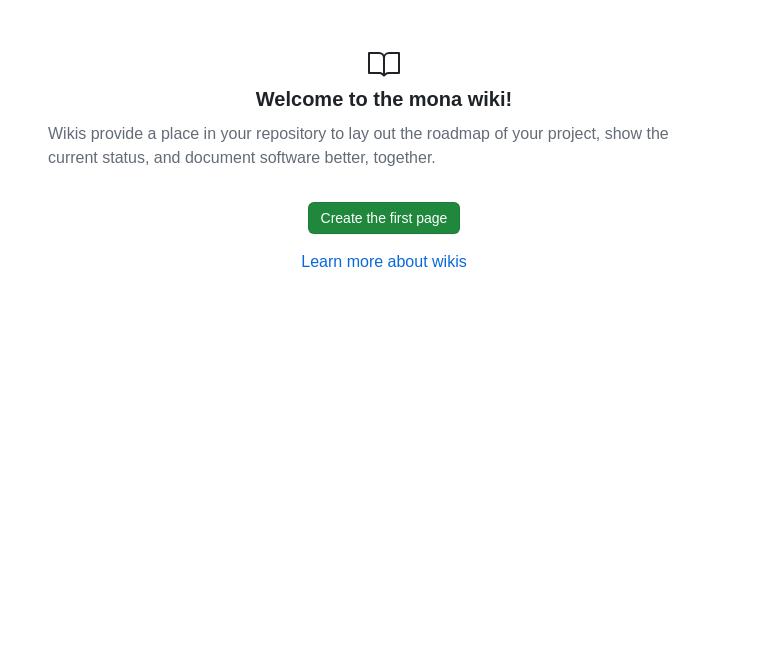 Welcome to the mona wiki!
Wikis provide a place in your repository to lay out the roadmap of your project, show the
current status, and document software better, together.
Create the first page
Learn more about wikis